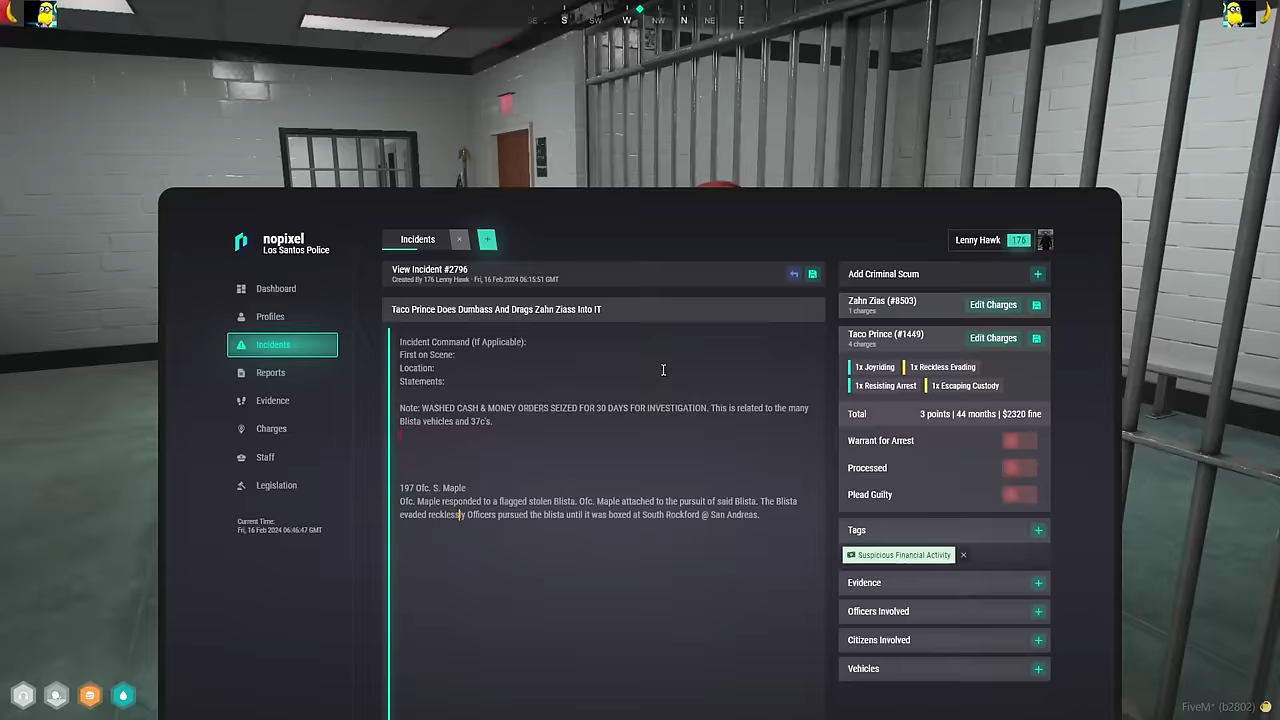 SE S SW W NW N NE E
nopixel
Los Santos Police
Dashboard
Profiles
Incidents
Reports
Evidence
Charges
Staff
Legislation
Current Time:
Fri, 16 Feb 2024 06:46:47 GMT
Incidents × +
View Incident #2796
Created By 176 Lenny Hawk · Fri, 16 Feb 2024 06:15:51 GMT
Taco Prince Does Dumbass And Drags Zahn Ziass Into IT
Incident Command (If Applicable):
First on Scene:
Location:
Statements:
Note: WASHED CASH & MONEY ORDERS SEIZED FOR 30 DAYS FOR INVESTIGATION. This is related to the many
Blista vehicles and 37c's.
197 Ofc. S. Maple
Ofc. Maple responded to a flagged stolen Blista. Ofc. Maple attached to the pursuit of said Blista. The Blista
evaded recklessly Officers pursued the blista until it was boxed at South Rockford @ San Andreas.
Lenny Hawk 176
Add Criminal Scum +
Zahn Zias (#8503)
1 charges
Edit Charges
Taco Prince (#1449)
4 charges
Edit Charges
1x Joyriding 1x Reckless Evading
1x Resisting Arrest 1x Escaping Custody
Total 3 points | 44 months | $2320 fine
Warrant for Arrest
Processed
Plead Guilty
Tags +
Suspicious Financial Activity ×
Evidence +
Officers Involved +
Citizens Involved +
Vehicles +
FiveM* (b2802)